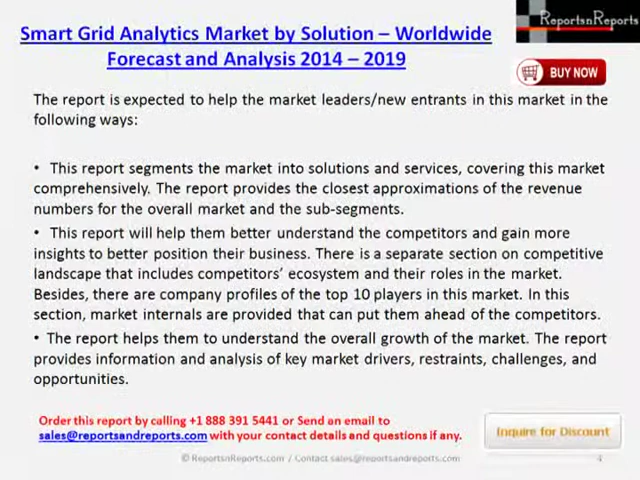 Smart Grid Analytics Market by Solution – Worldwide
Forecast and Analysis 2014 – 2019
ReportsnReports
BUY NOW
The report is expected to help the market leaders/new entrants in this market in the
following ways:
• This report segments the market into solutions and services, covering this market
comprehensively. The report provides the closest approximations of the revenue
numbers for the overall market and the sub-segments.
• This report will help them better understand the competitors and gain more
insights to better position their business. There is a separate section on competitive
landscape that includes competitors' ecosystem and their roles in the market.
Besides, there are company profiles of the top 10 players in this market. In this
section, market internals are provided that can put them ahead of the competitors.
• The report helps them to understand the overall growth of the market. The report
provides information and analysis of key market drivers, restraints, challenges, and
opportunities.
Order this report by calling +1 888 391 5441 or Send an email to
sales@reportsandreports.com with your contact details and questions if any.
Inquire for Discount
© ReportsnReports.com / Contact sales@reportsandreports.com
4